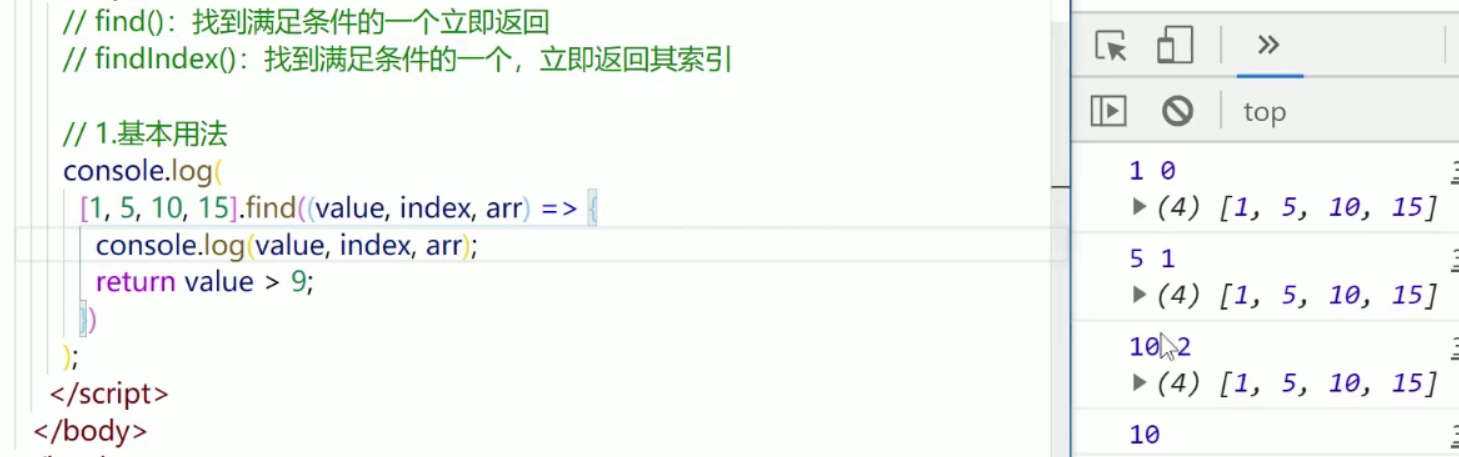 // find()：找到满足条件的一个立即返回
// findIndex()：找到满足条件的一个，立即返回其索引
// 1.基本用法
console.log(
[1, 5, 10, 15].find((value, index, arr) => {
console.log(value, index, arr);
return value > 9;
})
);
</script>
</body>
top
1 0
(4) [1, 5, 10, 15]
5 1
(4) [1, 5, 10, 15]
10 2
(4) [1, 5, 10, 15]
10